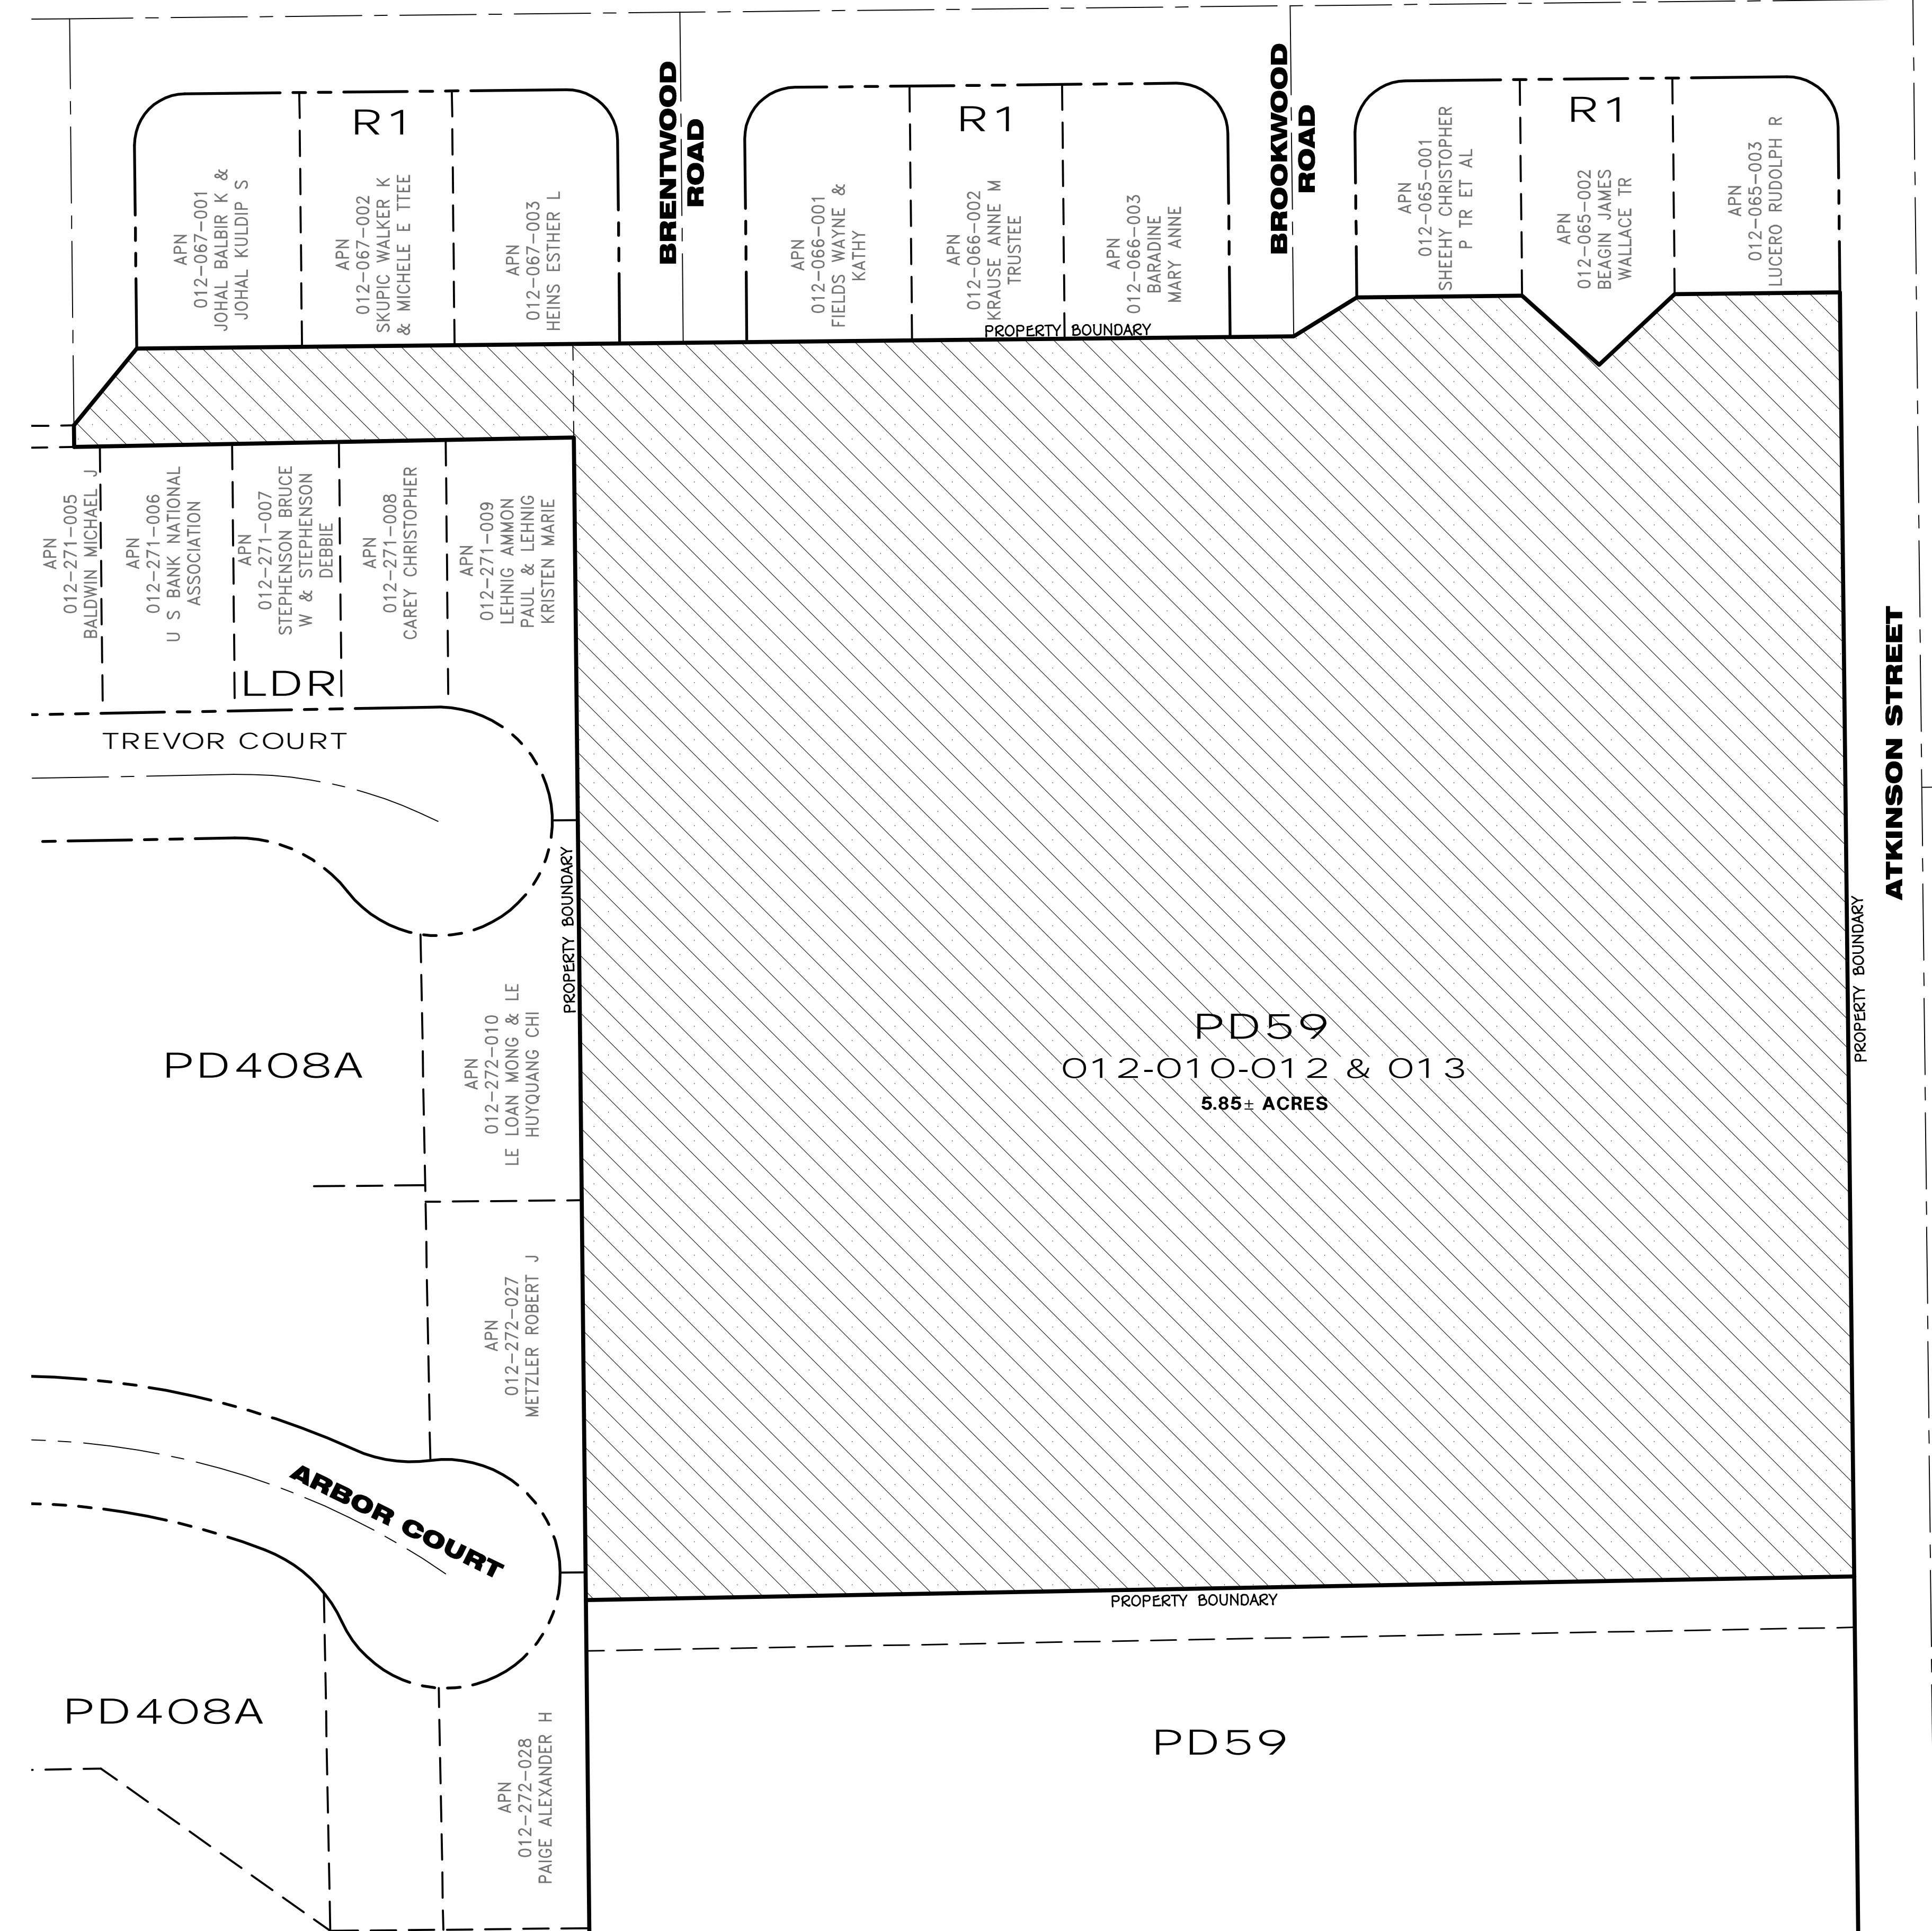 R1
R1
R1
BRENTWOOD
ROAD
BROOKWOOD
ROAD
APN
012-067-001
JOHAL BALBIR K &
JOHAL KULDIP S
APN
012-067-002
SKUPIC WALKER K
& MICHELE E TTEE
APN
012-067-003
HEINS ESTHER L
APN
012-066-001
FIELDS WAYNE &
KATHY
APN
012-066-002
KRAUSE ANNE M
TRUSTEE
APN
012-066-003
BARADINE
MARY ANNE
APN
012-065-001
SHEEHY CHRISTOPHER
P TR ET AL
APN
012-065-002
BEAGIN JAMES
WALLACE TR
APN
012-065-003
LUCERO RUDOLPH R
PROPERTY BOUNDARY
APN
012-271-005
BALDWIN MICHAEL J
APN
012-271-006
U S BANK NATIONAL
ASSOCIATION
APN
012-271-007
STEPHENSON BRUCE
W & STEPHENSON
DEBBIE
APN
012-271-008
CAREY CHRISTOPHER
APN
012-271-009
LEHNIG AMMON
PAUL & LEHNIG
KRISTEN MARIE
LDR
TREVOR COURT
ATKINSON STREET
PROPERTY BOUNDARY
PROPERTY BOUNDARY
PD408A
APN
012-272-010
LE LOAN MONG & LE
HUYQUANG CHI
PD59
012-010-012 & 013
5.85± ACRES
APN
012-272-027
METZLER ROBERT J
ARBOR COURT
PROPERTY BOUNDARY
PD408A
APN
012-272-028
PAIGE ALEXANDER H
PD59